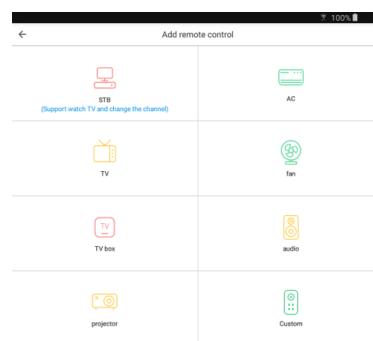 100%
Add remote control
STB
(Support watch TV and change the channel)
AC
TV
fan
TV
TV box
audio
projector
Custom